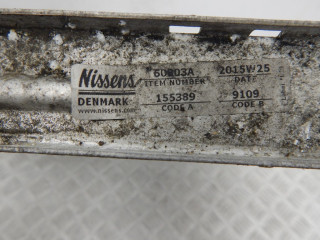 Nissens 60203A 2015W25
ITEM NUMBER DATE
DENMARK 155389 9109
www.nissens.com CODE A CODE B